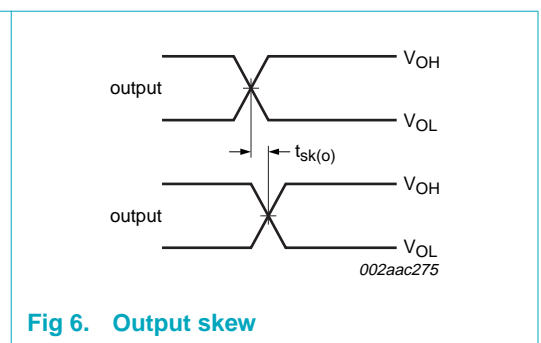 V_OH
output
V_OL
t_sk(o)
V_OH
output
V_OL
002aac275
Fig 6. Output skew